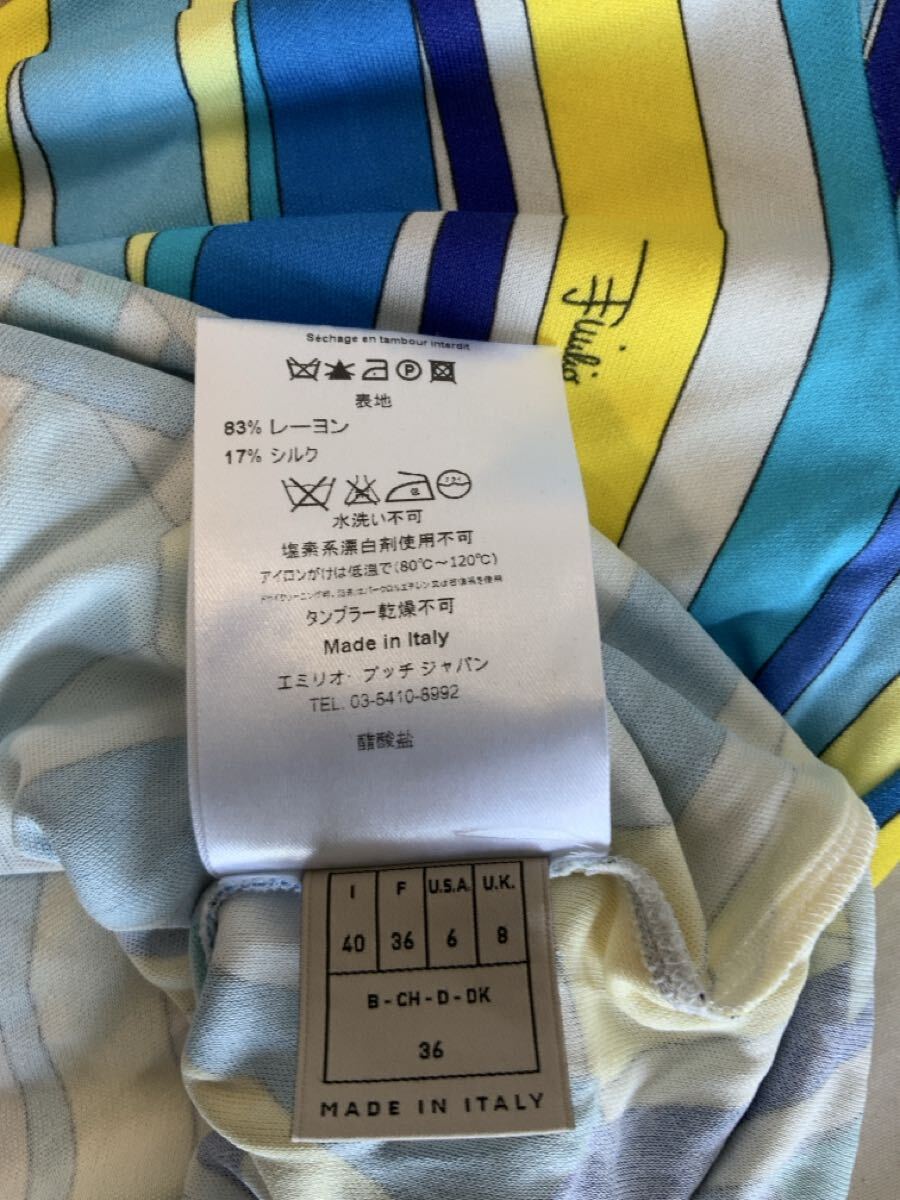 Emilio
Séchage en tambour interdit
P
表地
83% レーヨン
17% シルク
水洗い不可
塩素系漂白剤使用不可
アイロンがけは低温で(80℃～120℃)
タンブラー乾燥不可
Made in Italy
エミリオ・プッチ ジャパン
TEL. 03-5410-8992
酢酸盐
I F U.S.A. U.K.
40 36 6 8
B - CH - D - DK
36
MADE IN ITALY